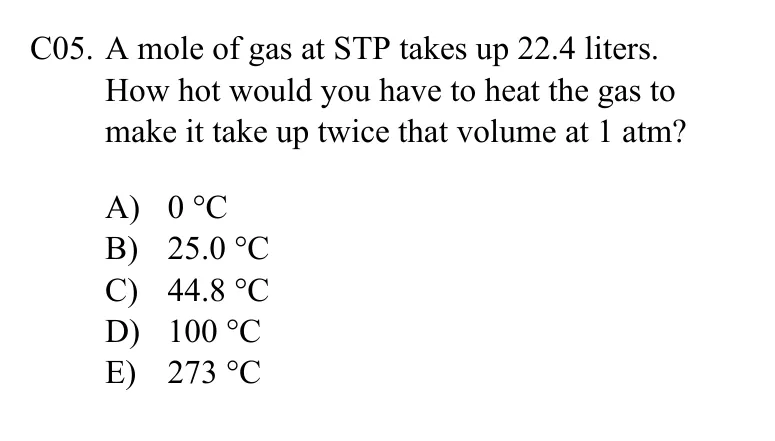 C05. A mole of gas at STP takes up 22.4 liters.
How hot would you have to heat the gas to
make it take up twice that volume at 1 atm?
A) 0 °C
B) 25.0 °C
C) 44.8 °C
D) 100 °C
E) 273 °C